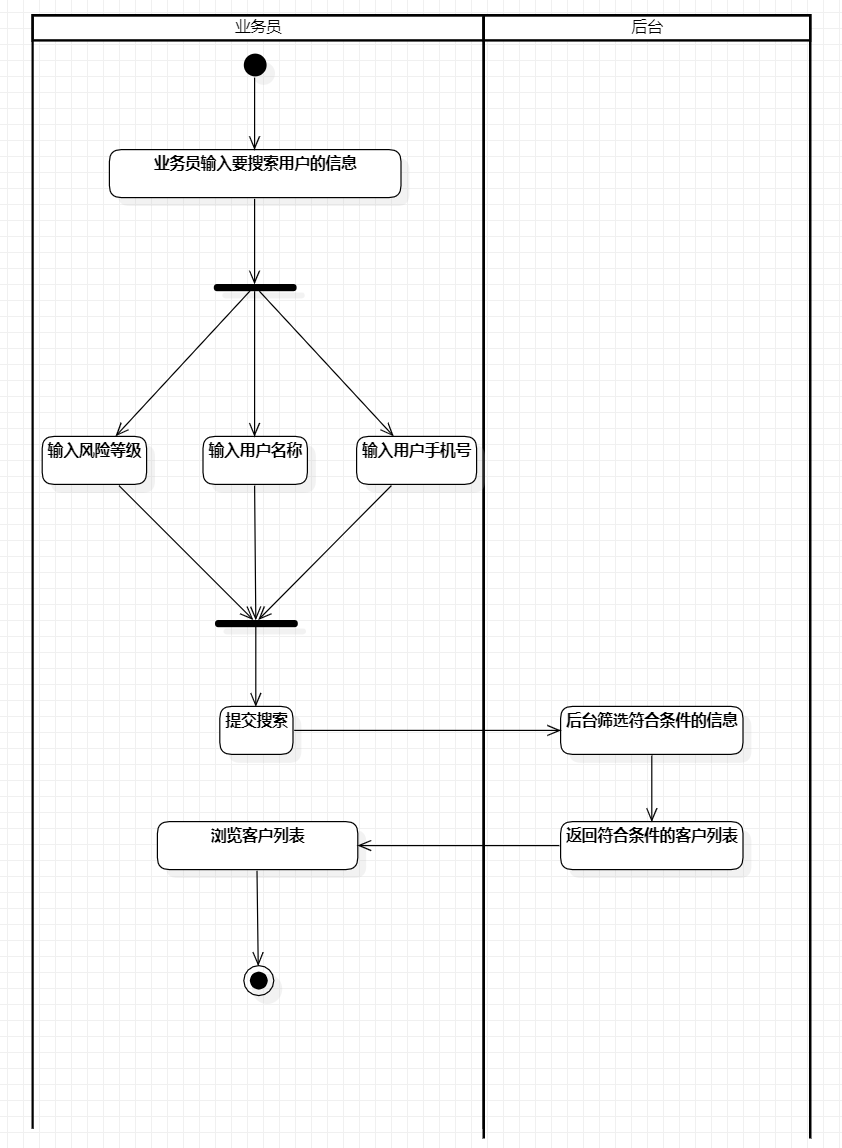 业务员
后台
业务员输入要搜索用户的信息
输入风险等级
输入用户名称
输入用户手机号
提交搜索
后台筛选符合条件的信息
浏览客户列表
返回符合条件的客户列表